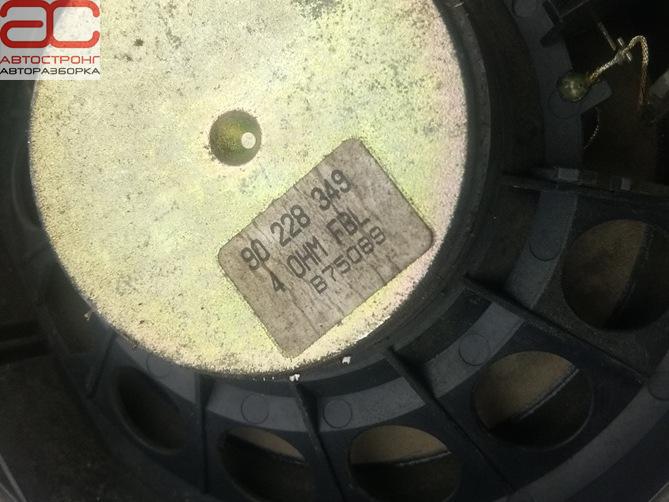 АС
АВТОСТРОНГ
АВТОРАЗБОРКА
90 228 349
4 OHM FBL
B75089